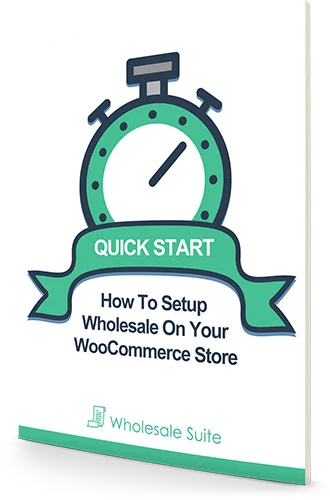 QUICK START
How To Setup
Wholesale On Your
WooCommerce Store
Wholesale Suite